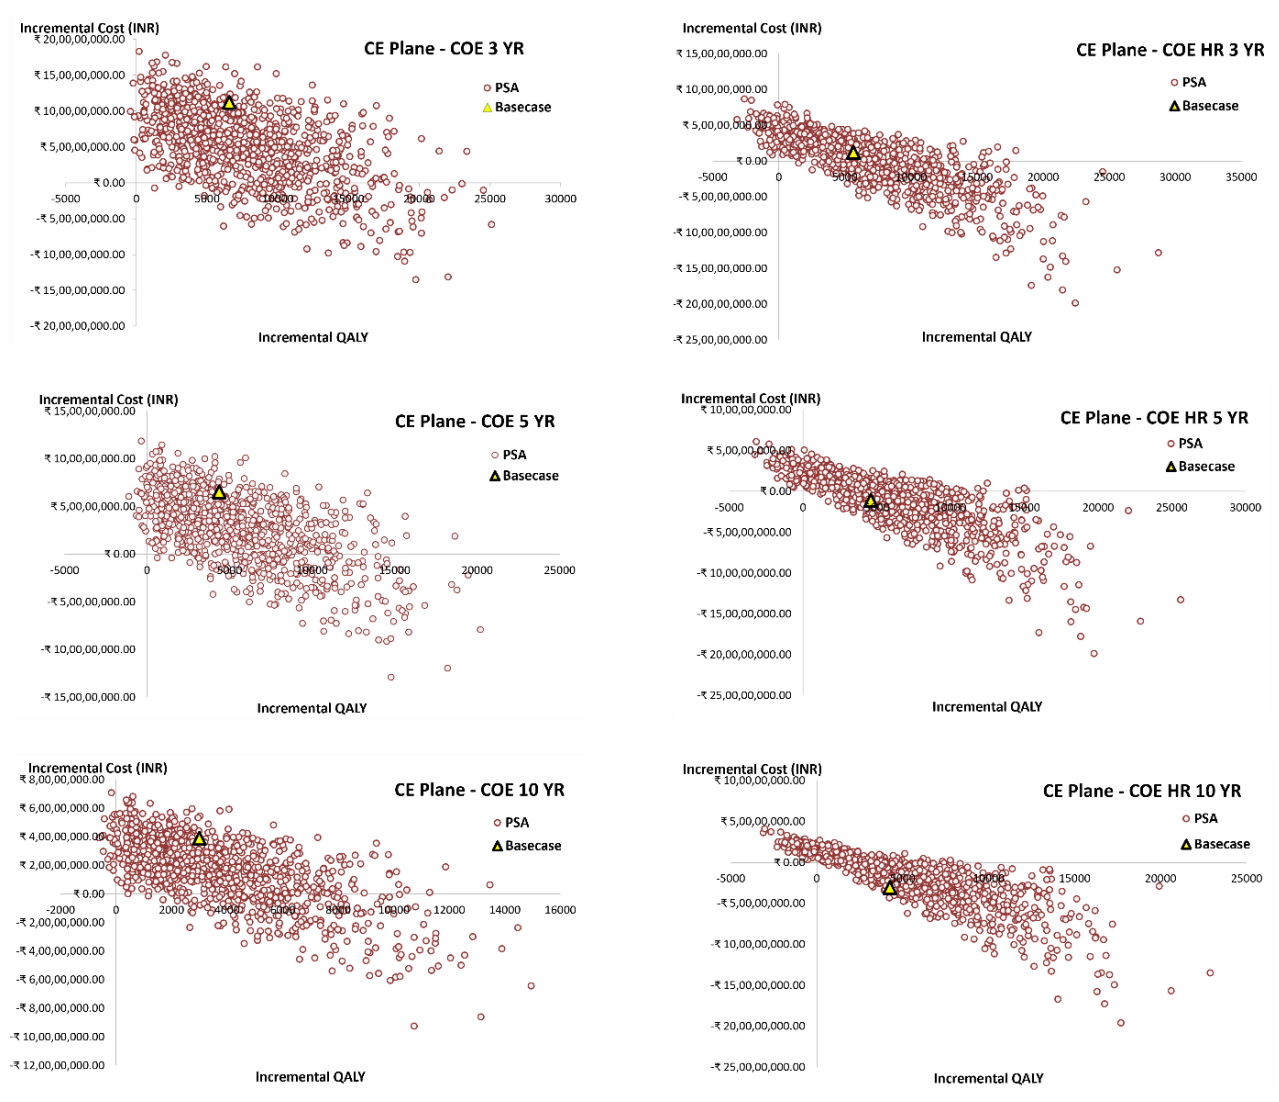 Incremental Cost (INR)
CE Plane - COE 3 YR
₹ 20,00,00,000.00
₹ 15,00,00,000.00
₹ 10,00,00,000.00
₹ 5,00,00,000.00
₹ 0.00
-₹ 5,00,00,000.00
-₹ 10,00,00,000.00
-₹ 15,00,00,000.00
-₹ 20,00,00,000.00
-5000 0 5000 10000 15000 20000 25000 30000
PSA
Basecase
Incremental QALY
Incremental Cost (INR)
CE Plane - COE HR 3 YR
₹ 15,00,00,000.00
₹ 10,00,00,000.00
₹ 5,00,00,000.00
₹ 0.00
-₹ 5,00,00,000.00
-₹ 10,00,00,000.00
-₹ 15,00,00,000.00
-₹ 20,00,00,000.00
-₹ 25,00,00,000.00
-5000 0 5000 10000 15000 20000 25000 30000 35000
PSA
Basecase
Incremental QALY
Incremental Cost (INR)
CE Plane - COE 5 YR
₹ 15,00,00,000.00
₹ 10,00,00,000.00
₹ 5,00,00,000.00
₹ 0.00
-₹ 5,00,00,000.00
-₹ 10,00,00,000.00
-₹ 15,00,00,000.00
-5000 0 5000 10000 15000 20000 25000
PSA
Basecase
Incremental QALY
Incremental Cost (INR)
CE Plane - COE HR 5 YR
₹ 10,00,00,000.00
₹ 5,00,00,000.00
₹ 0.00
-₹ 5,00,00,000.00
-₹ 10,00,00,000.00
-₹ 15,00,00,000.00
-₹ 20,00,00,000.00
-₹ 25,00,00,000.00
-5000 0 5000 10000 15000 20000 25000 30000
PSA
Basecase
Incremental QALY
Incremental Cost (INR)
CE Plane - COE 10 YR
₹ 8,00,00,000.00
₹ 6,00,00,000.00
₹ 4,00,00,000.00
₹ 2,00,00,000.00
₹ 0.00
-₹ 2,00,00,000.00
-₹ 4,00,00,000.00
-₹ 6,00,00,000.00
-₹ 8,00,00,000.00
-₹ 10,00,00,000.00
-₹ 12,00,00,000.00
-2000 0 2000 4000 6000 8000 10000 12000 14000 16000
PSA
Basecase
Incremental QALY
Incremental Cost (INR)
CE Plane - COE HR 10 YR
₹ 10,00,00,000.00
₹ 5,00,00,000.00
₹ 0.00
-₹ 5,00,00,000.00
-₹ 10,00,00,000.00
-₹ 15,00,00,000.00
-₹ 20,00,00,000.00
-₹ 25,00,00,000.00
-5000 0 5000 10000 15000 20000 25000
PSA
Basecase
Incremental QALY